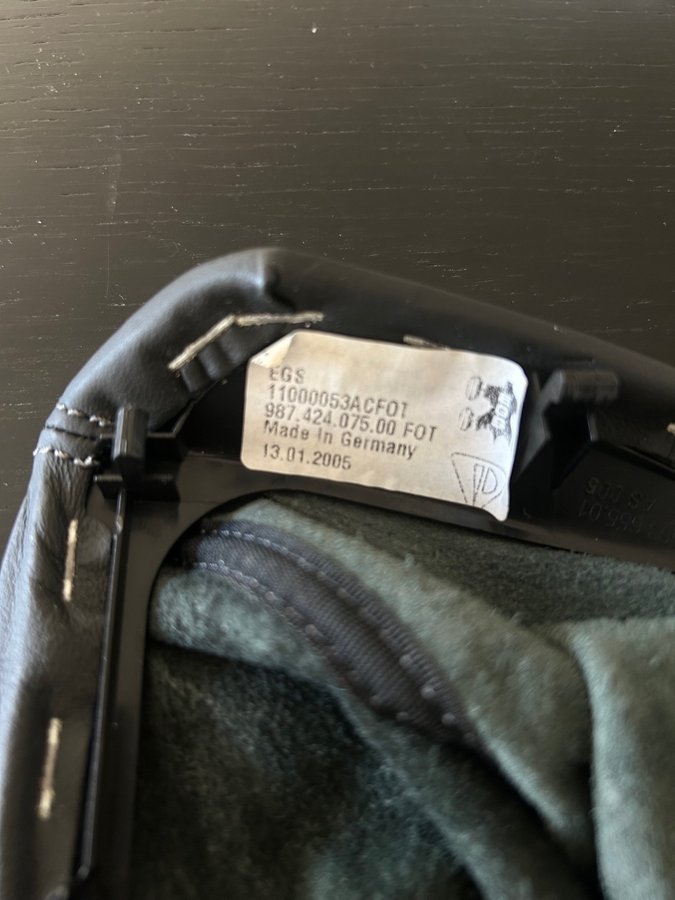 EGS
11000053ACFOT
987.424.075.00 FOT
Made In Germany
13.01.2005